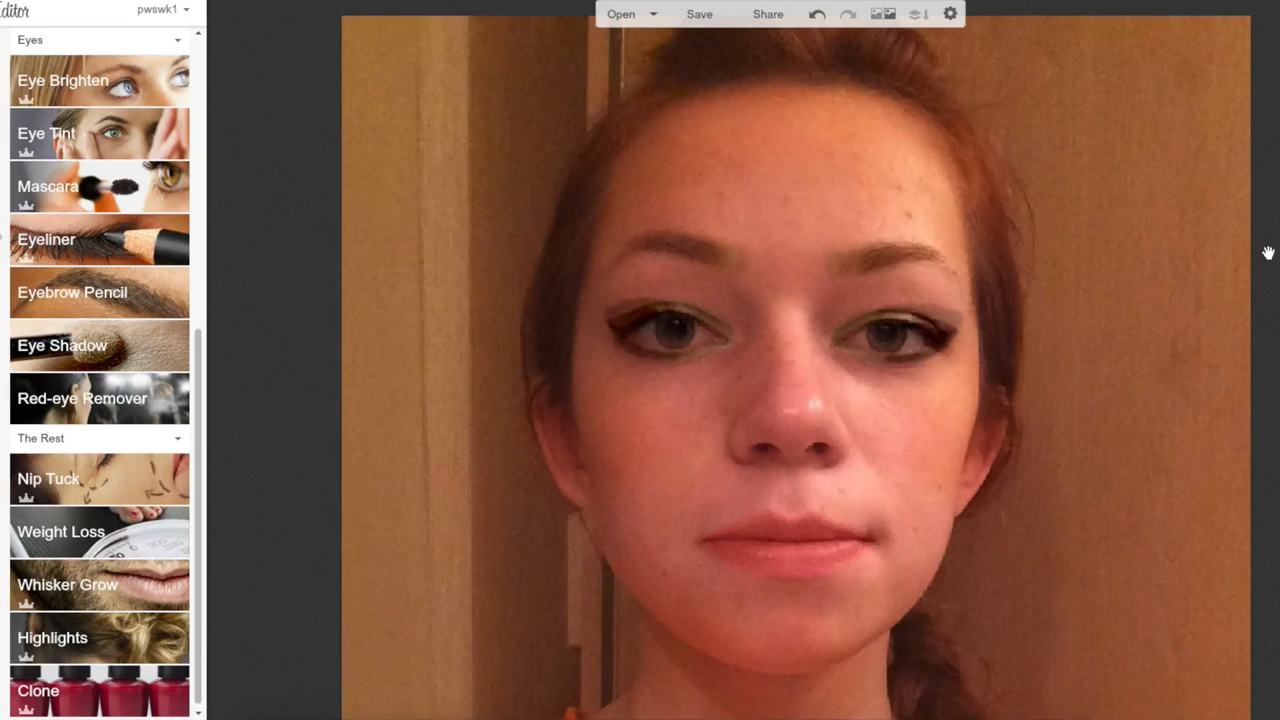 Editor
pwswk1
Open
Save
Share
Eyes
Eye Brighten
Eye Tint
Mascara
Eyeliner
Eyebrow Pencil
Eye Shadow
Red-eye Remover
The Rest
Nip Tuck
Weight Loss
Whisker Grow
Highlights
Clone